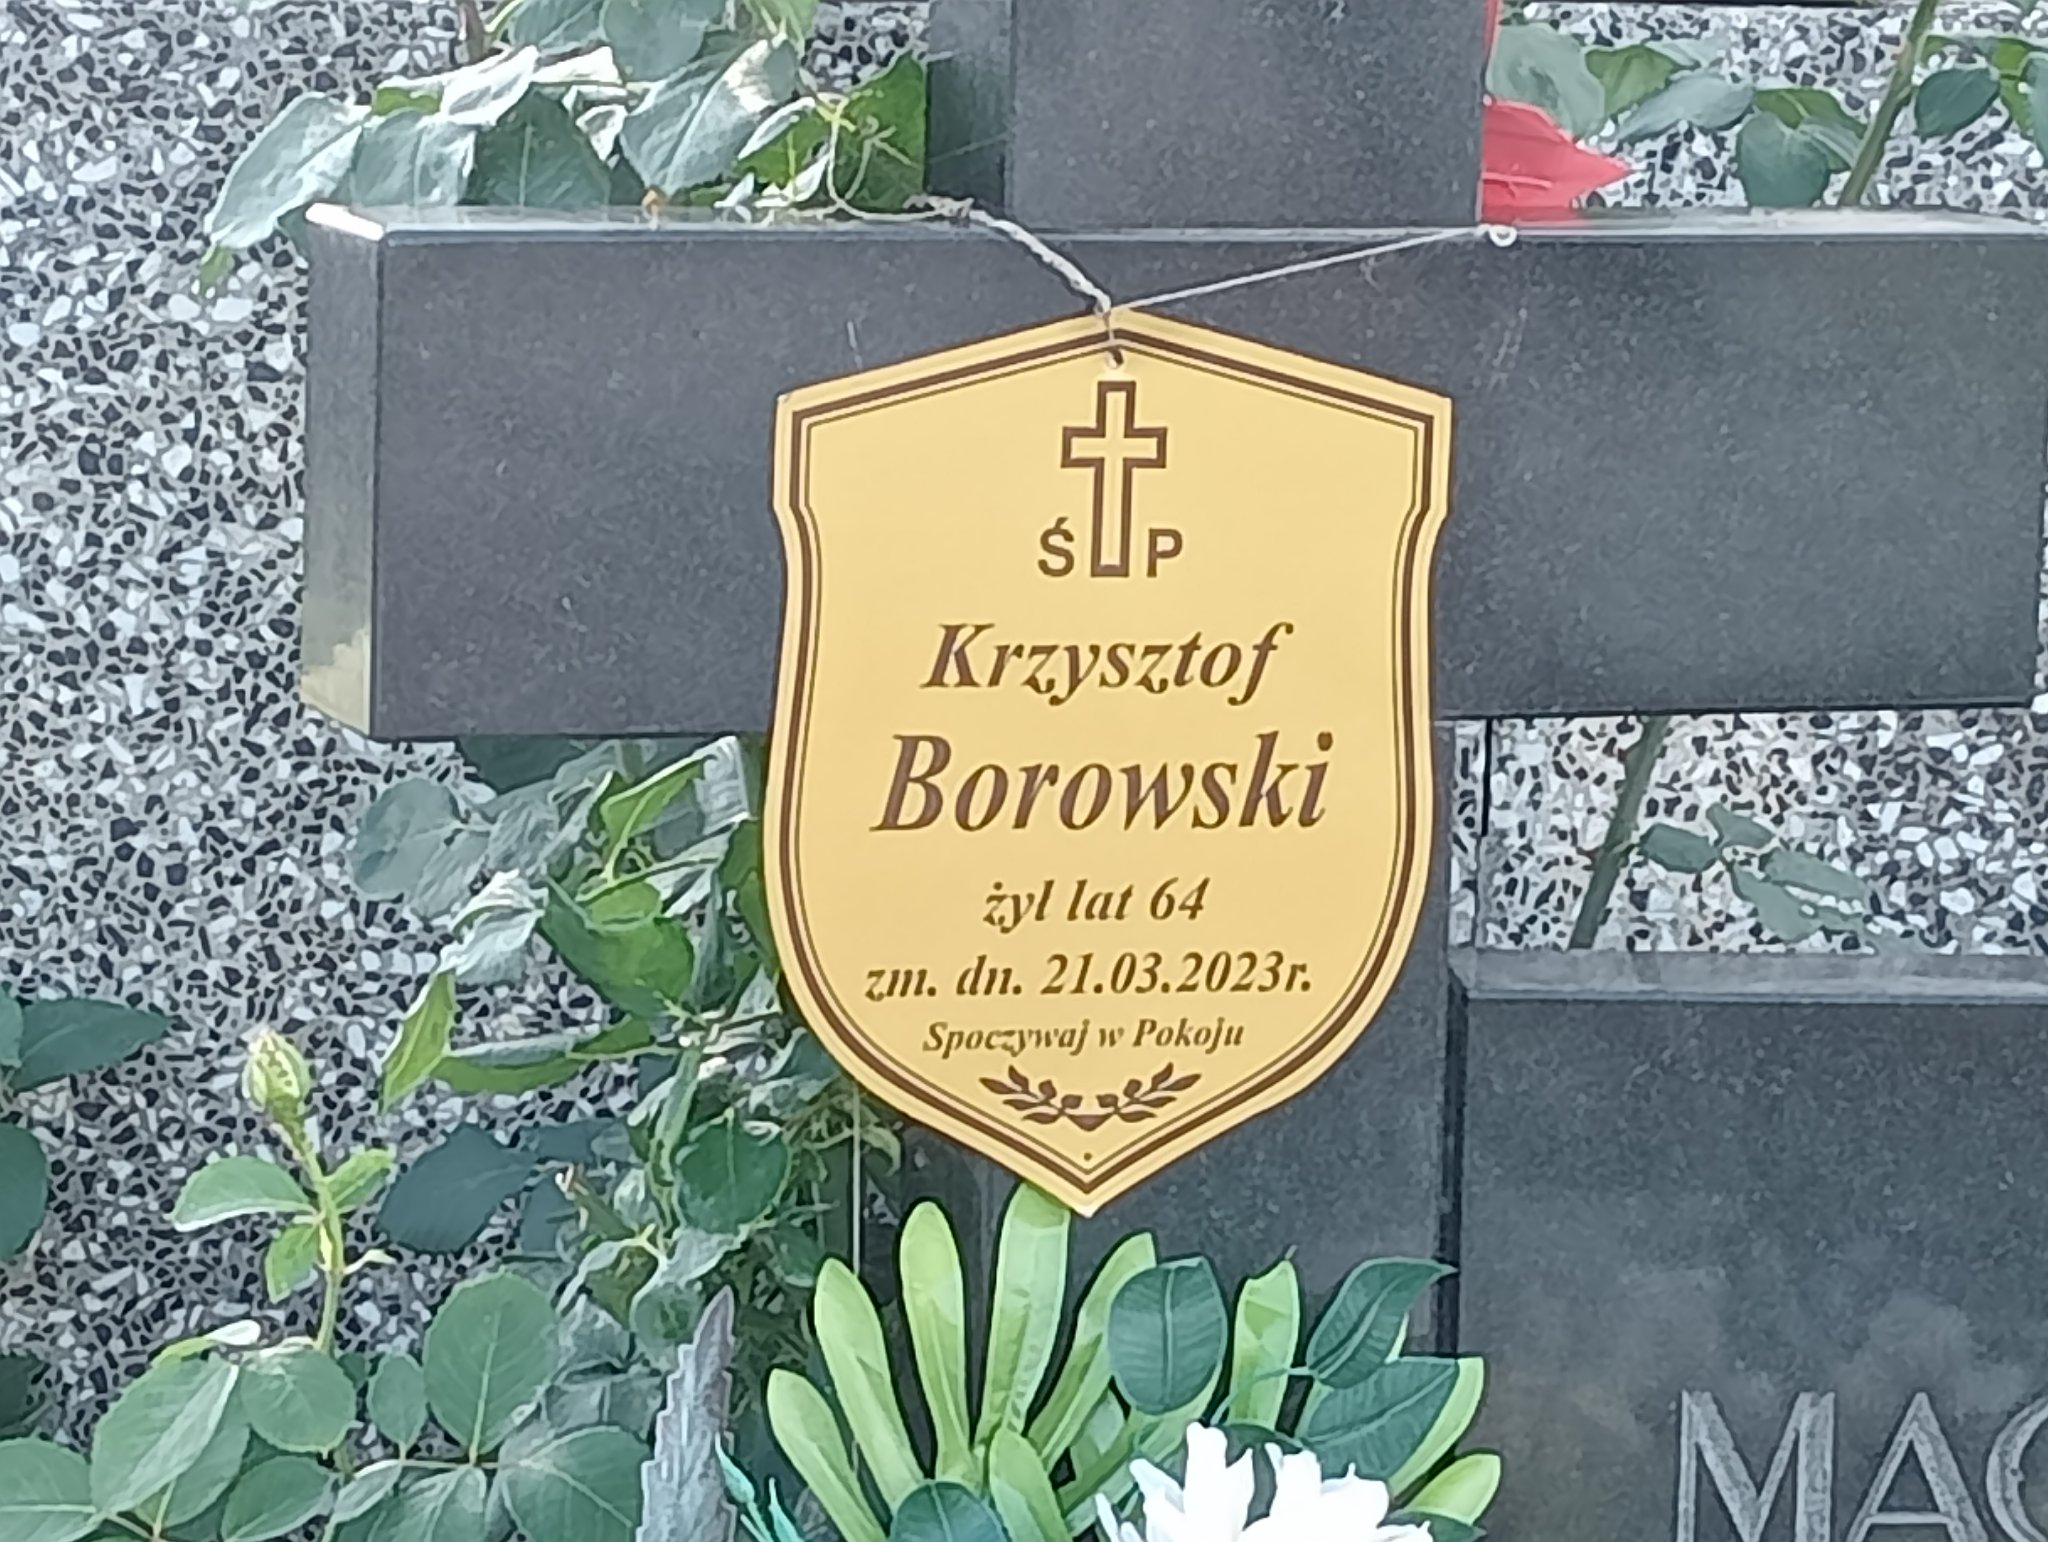 Ś P
Krzysztof
Borowski
żył lat 64
zm. dn. 21.03.2023r.
Spoczywaj w Pokoju